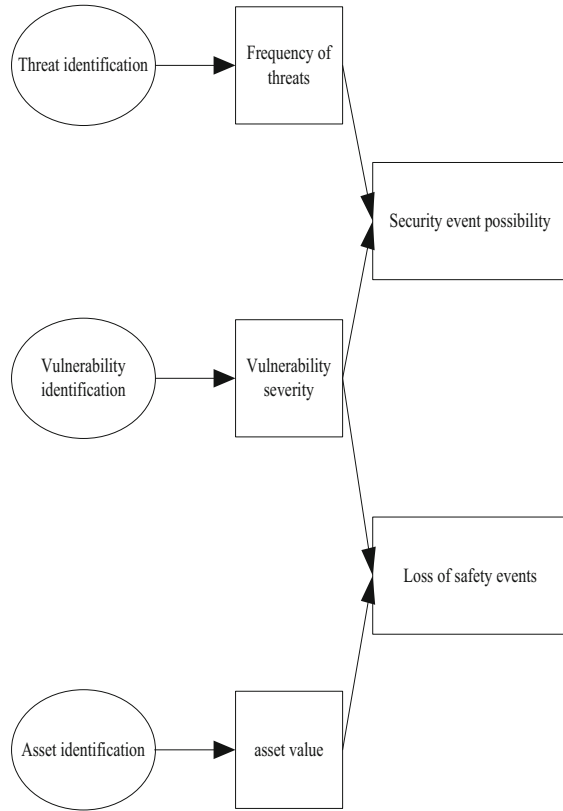 Threat identification
Frequency of
threats
Security event possibility
Vulnerability
identification
Vulnerability
severity
Loss of safety events
Asset identification
asset value